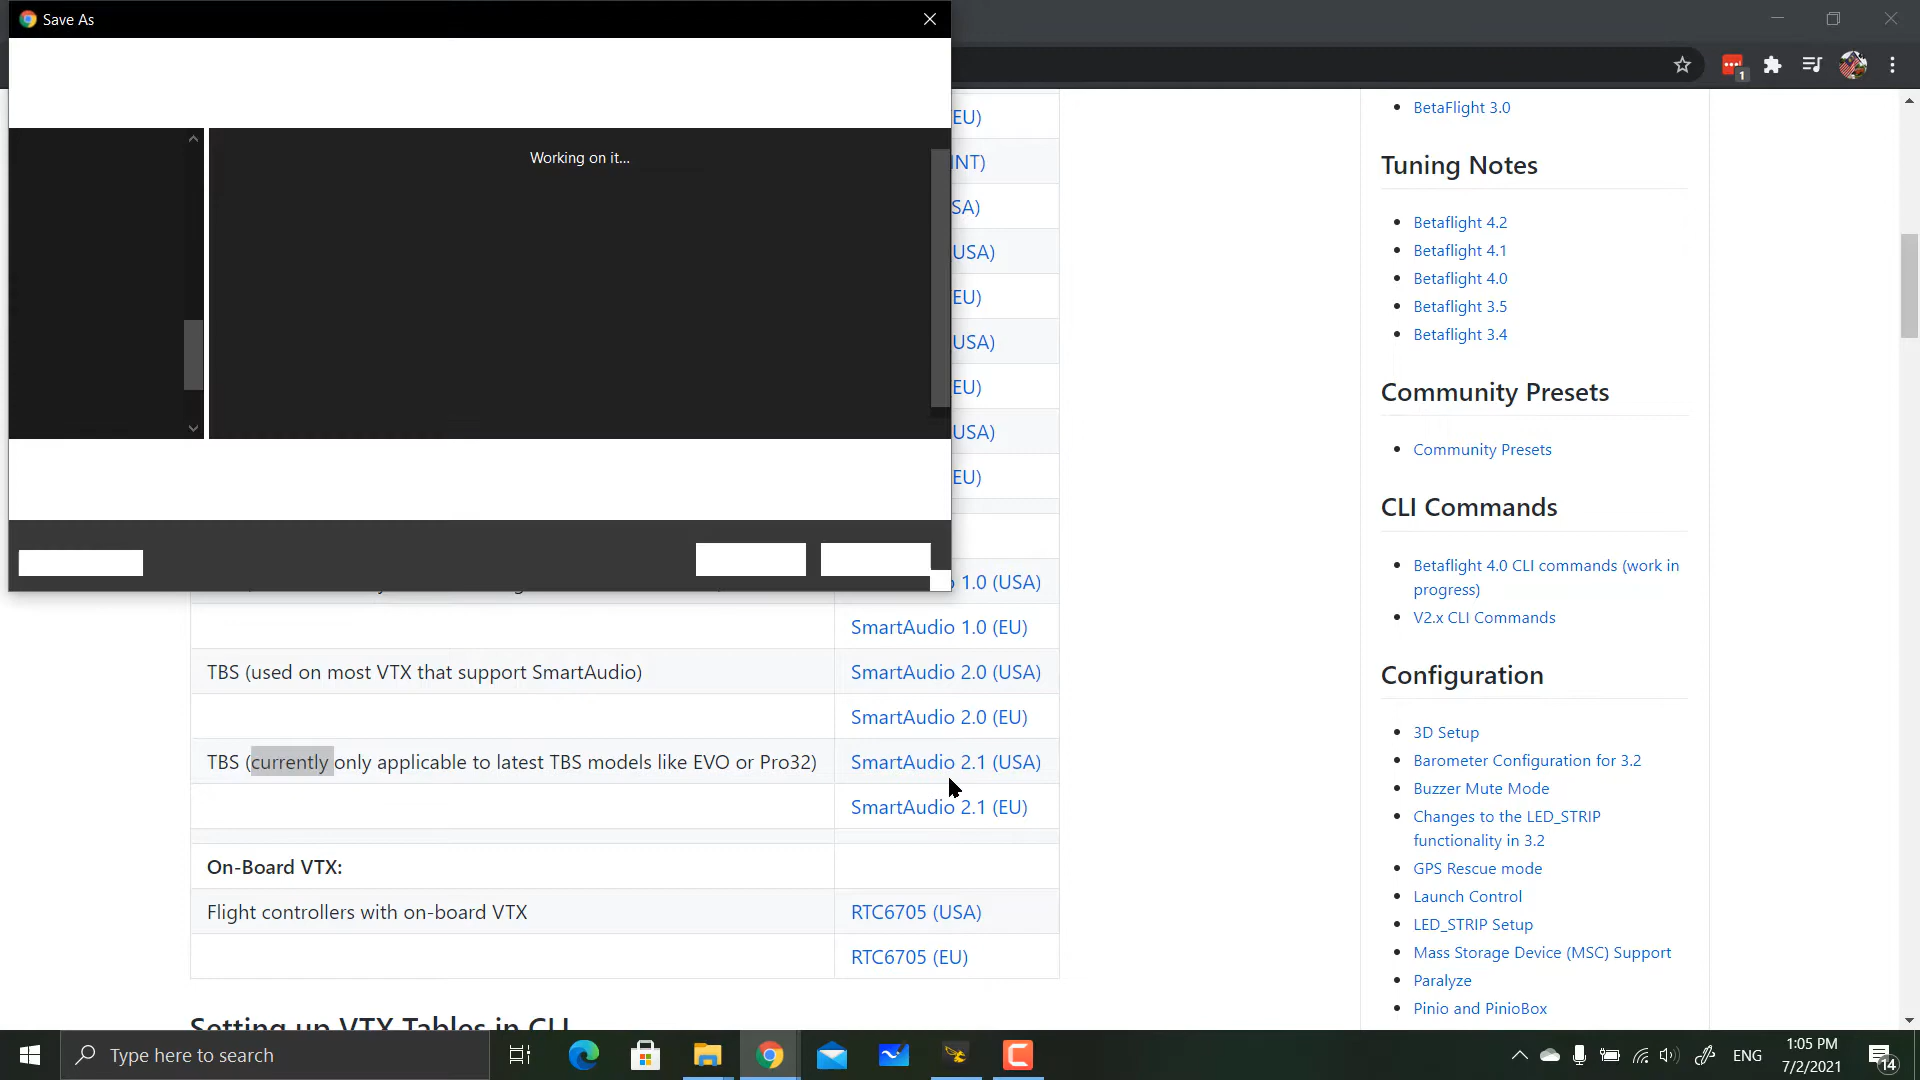 Save As
Working on it...
1
EU)
INT)
SA)
USA)
EU)
USA)
EU)
USA)
EU)
1.0 (USA)
SmartAudio 1.0 (EU)
TBS (used on most VTX that support SmartAudio)
SmartAudio 2.0 (USA)
SmartAudio 2.0 (EU)
TBS (currently only applicable to latest TBS models like EVO or Pro32)
SmartAudio 2.1 (USA)
SmartAudio 2.1 (EU)
On-Board VTX:
Flight controllers with on-board VTX
RTC6705 (USA)
RTC6705 (EU)
Setting up VTX Tables in CLI
BetaFlight 3.0
Tuning Notes
Betaflight 4.2
Betaflight 4.1
Betaflight 4.0
Betaflight 3.5
Betaflight 3.4
Community Presets
Community Presets
CLI Commands
Betaflight 4.0 CLI commands (work in
progress)
V2.x CLI Commands
Configuration
3D Setup
Barometer Configuration for 3.2
Buzzer Mute Mode
Changes to the LED_STRIP
functionality in 3.2
GPS Rescue mode
Launch Control
LED_STRIP Setup
Mass Storage Device (MSC) Support
Paralyze
Pinio and PinioBox
Type here to search
ENG
1:05 PM
7/2/2021
14